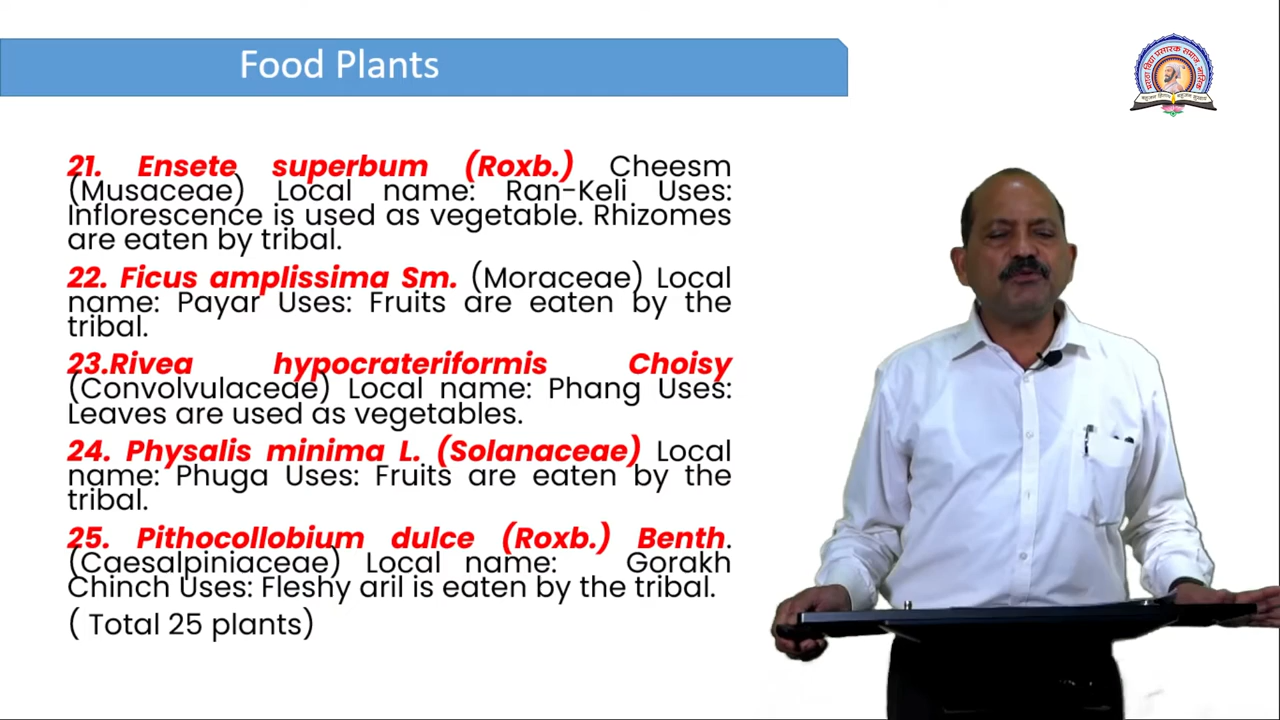 Food Plants
मराठा विद्या प्रसारक समाज, नाशिक
21. Ensete superbum (Roxb.) Cheesm
(Musaceae) Local name: Ran-Keli Uses:
Inflorescence is used as vegetable. Rhizomes
are eaten by tribal.
22. Ficus amplissima Sm. (Moraceae) Local
name: Payar Uses: Fruits are eaten by the
tribal.
23.Rivea hypocrateriformis Choisy
(Convolvulaceae) Local name: Phang Uses:
Leaves are used as vegetables.
24. Physalis minima L. (Solanaceae) Local
name: Phuga Uses: Fruits are eaten by the
tribal.
25. Pithocollobium dulce (Roxb.) Benth.
(Caesalpiniaceae) Local name: Gorakh
Chinch Uses: Fleshy aril is eaten by the tribal.
( Total 25 plants)